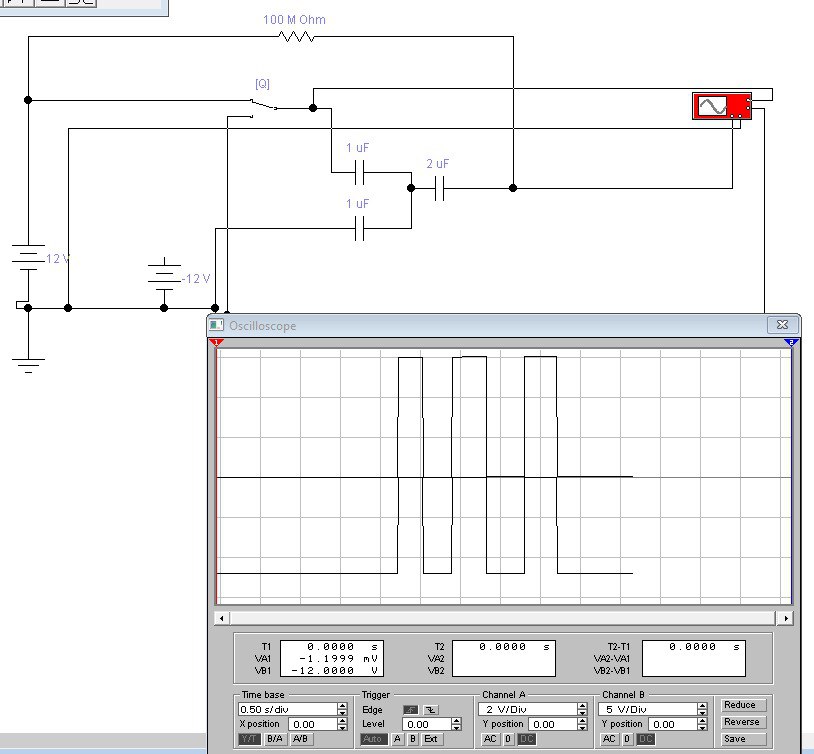 100 M Ohm
[Q]
1 uF
2 uF
1 uF
12 V
-12 V
Oscilloscope
1
2
T1 0.0000 s
VA1 -1.1999 mV
VB1 -12.0000 V
T2 0.0000 s
VA2
VB2
T2-T1 0.0000 s
VA2-VA1
VB2-VB1
Time base
0.50 s/div
X position 0.00
Y/T B/A A/B
Trigger
Edge
Level 0.00
Auto A B Ext
Channel A
2 V/Div
Y position 0.00
AC 0 DC
Channel B
5 V/Div
Y position 0.00
AC 0 DC
Reduce
Reverse
Save